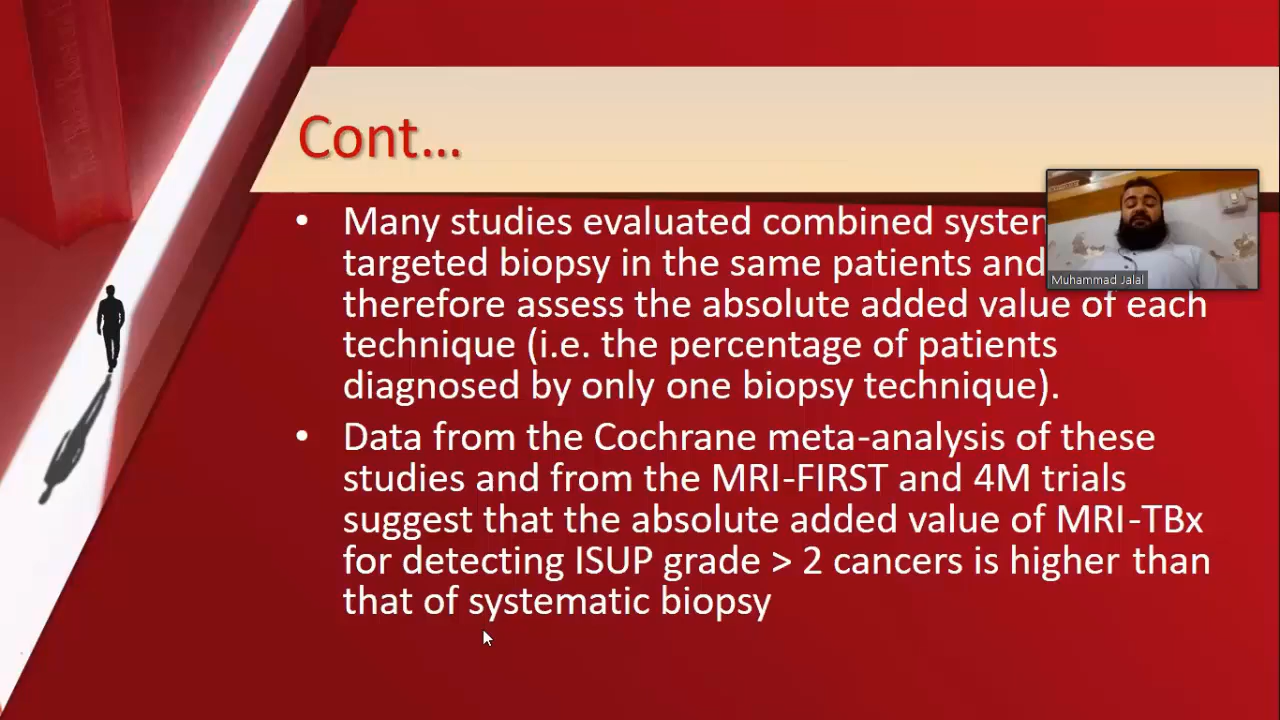 Cont...
• Many studies evaluated combined
targeted biopsy in the same patients and
therefore assess the absolute added value of each
technique (i.e. the percentage of patients
diagnosed by only one biopsy technique).
• Data from the Cochrane meta-analysis of these
studies and from the MRI-FIRST and 4M trials
suggest that the absolute added value of MRI-TBx
for detecting ISUP grade > 2 cancers is higher than
that of systematic biopsy
Muhammad Jalal